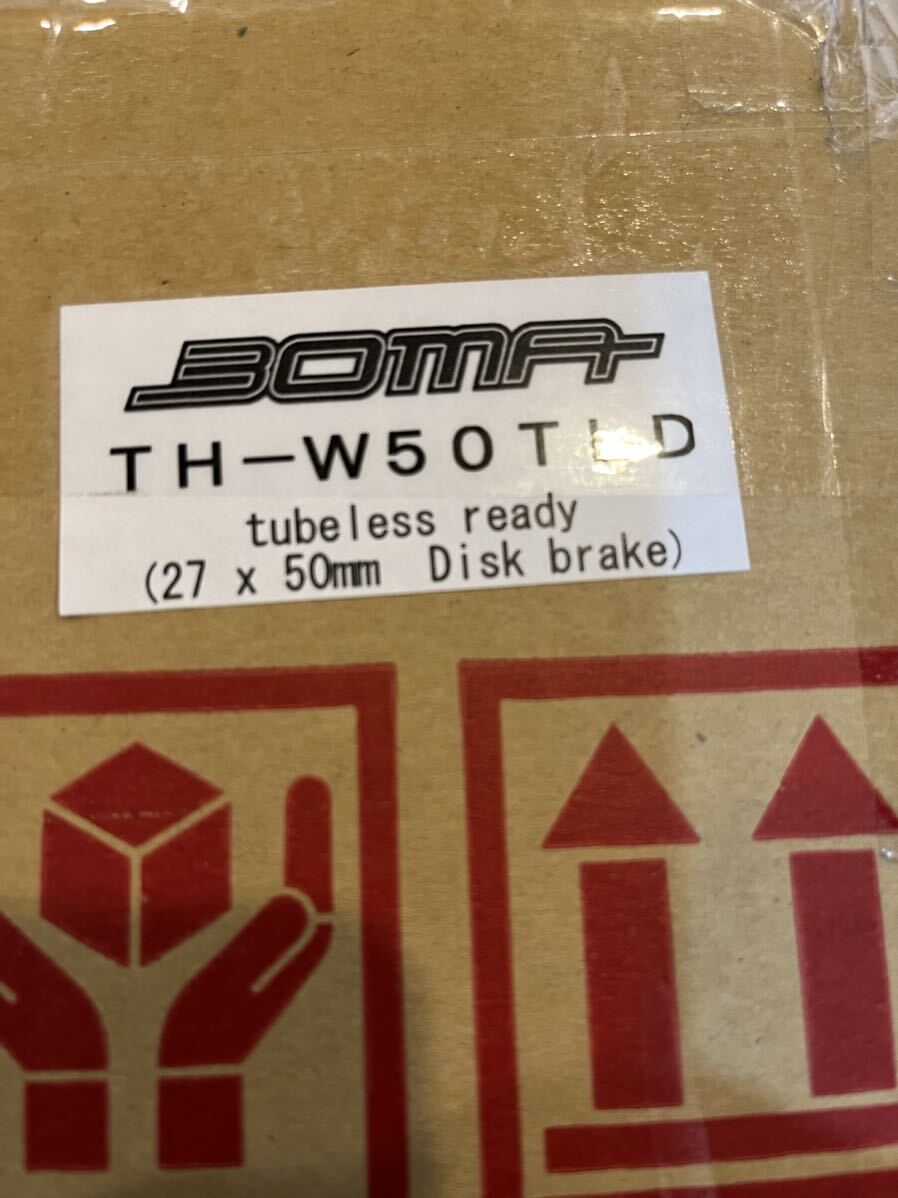 BOMA
TH-W50TLD
tubeless ready
(27 x 50mm Disk brake)